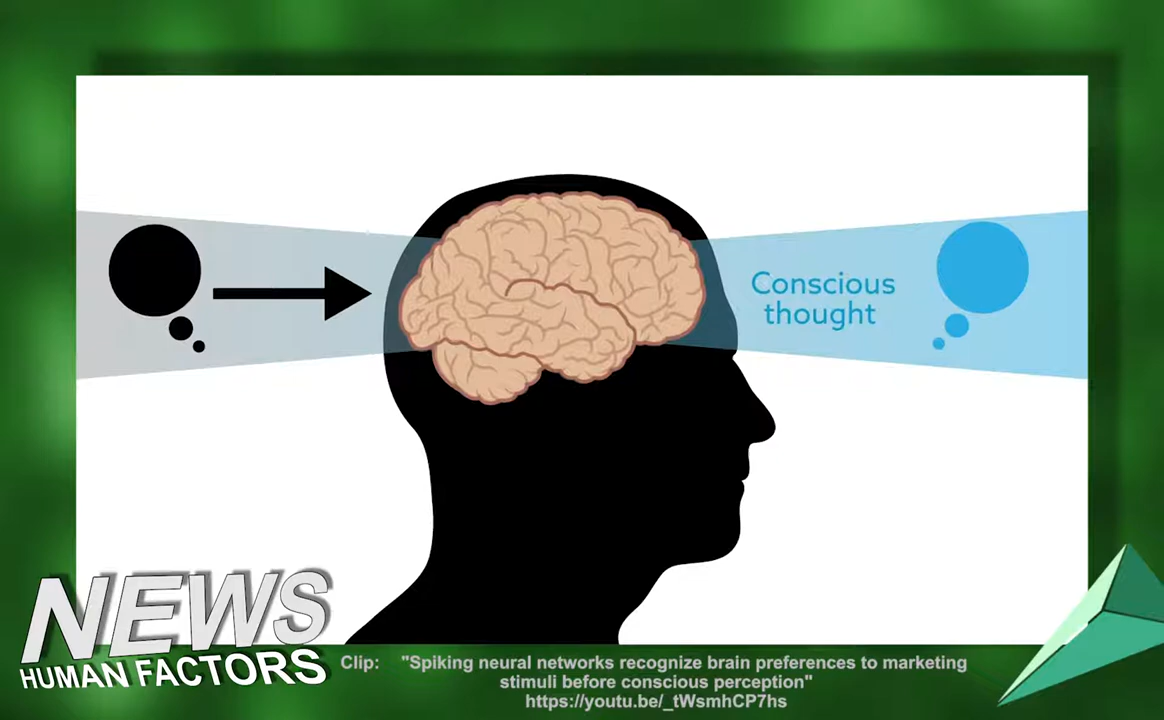 Conscious
thought
NEWS
HUMAN FACTORS
Clip: "Spiking neural networks recognize brain preferences to marketing
stimuli before conscious perception"
https://youtu.be/_tWsmhCP7hs